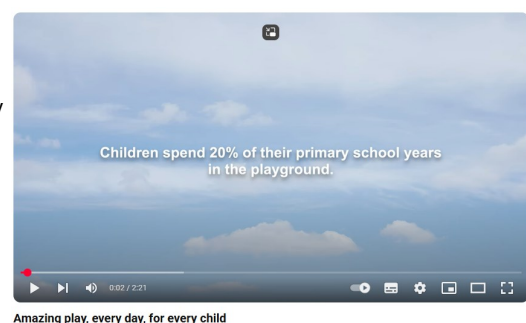 Children spend 20% of their primary school years
in the playground.
0:02 / 2:21
Amazing play, every day, for every child